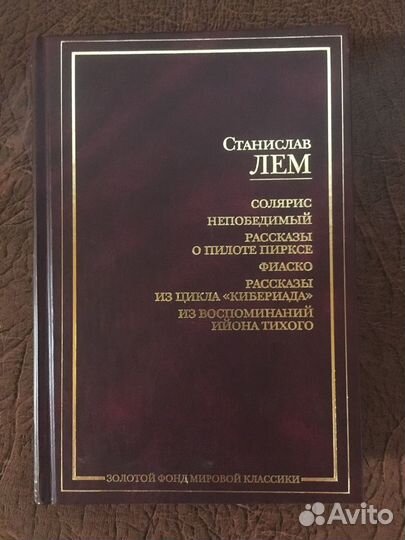 Станислав
ЛЕМ
СОЛЯРИС
НЕПОБЕДИМЫЙ
РАССКАЗЫ
О ПИЛОТЕ ПИРКСЕ
ФИАСКО
РАССКАЗЫ
ИЗ ЦИКЛА «КИБЕРИАДА»
ИЗ ВОСПОМИНАНИЙ
ИЙОНА ТИХОГО
ЗОЛОТОЙ ФОНД МИРОВОЙ КЛАССИКИ
Avito